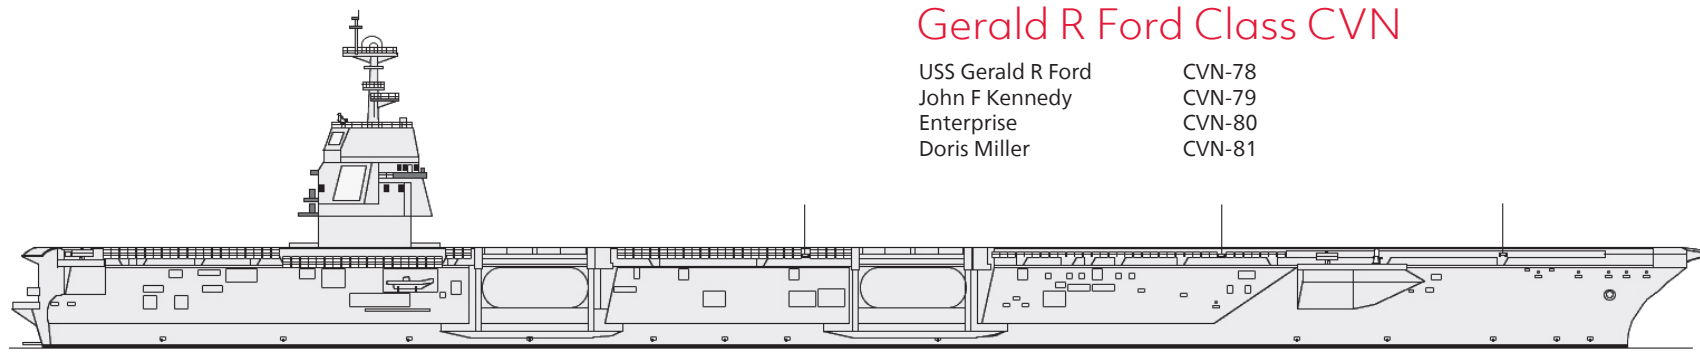 Gerald R Ford Class CVN
USS Gerald R Ford CVN-78
John F Kennedy CVN-79
Enterprise CVN-80
Doris Miller CVN-81